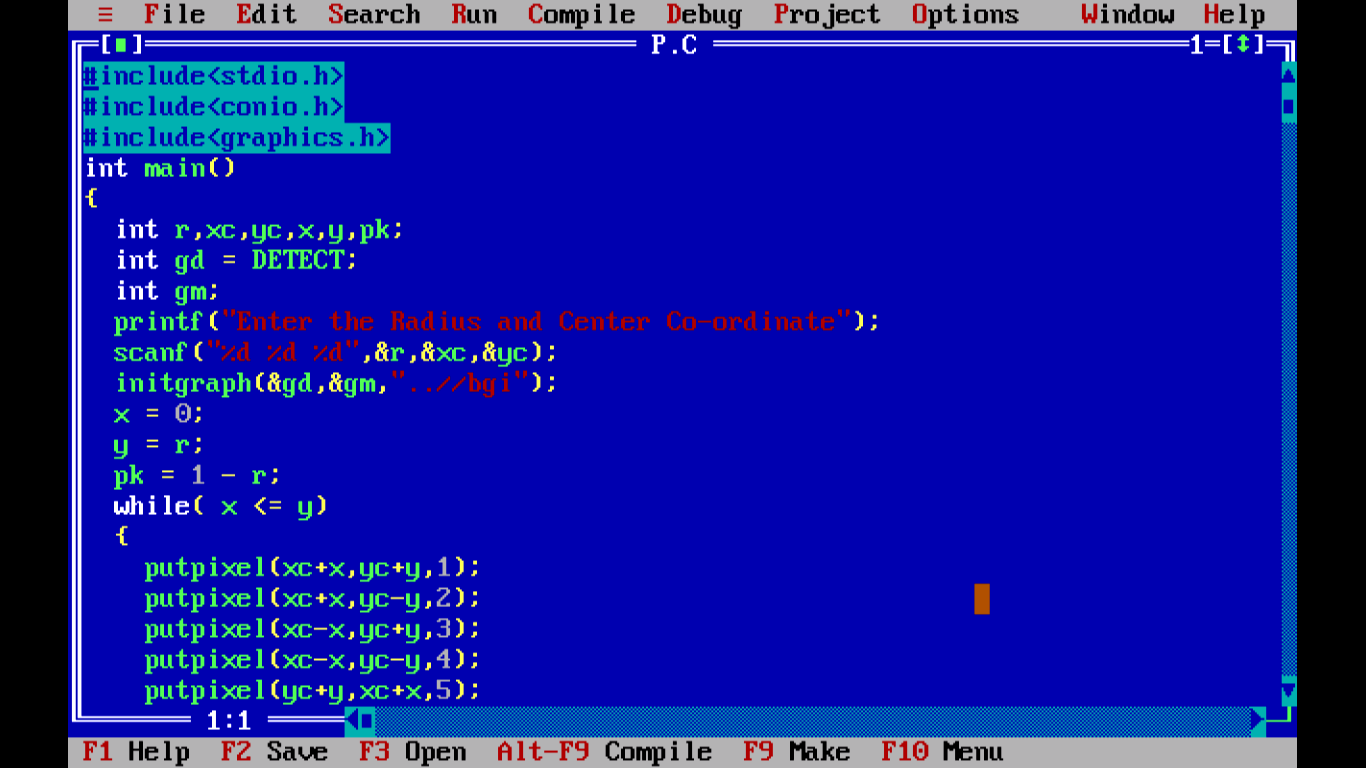 ≡ File Edit Search Run Compile Debug Project Options Window Help
[■] P.C 1=[↕]
#include<stdio.h>
#include<conio.h>
#include<graphics.h>
int main()
{
  int r,xc,yc,x,y,pk;
  int gd = DETECT;
  int gm;
  printf("Enter the Radius and Center Co-ordinate");
  scanf("%d %d %d",&r,&xc,&yc);
  initgraph(&gd,&gm,"..//bgi");
  x = 0;
  y = r;
  pk = 1 - r;
  while( x <= y)
  {
    putpixel(xc+x,yc+y,1);
    putpixel(xc+x,yc-y,2);
    putpixel(xc-x,yc+y,3);
    putpixel(xc-x,yc-y,4);
    putpixel(yc+y,xc+x,5);
1:1
F1 Help F2 Save F3 Open Alt-F9 Compile F9 Make F10 Menu